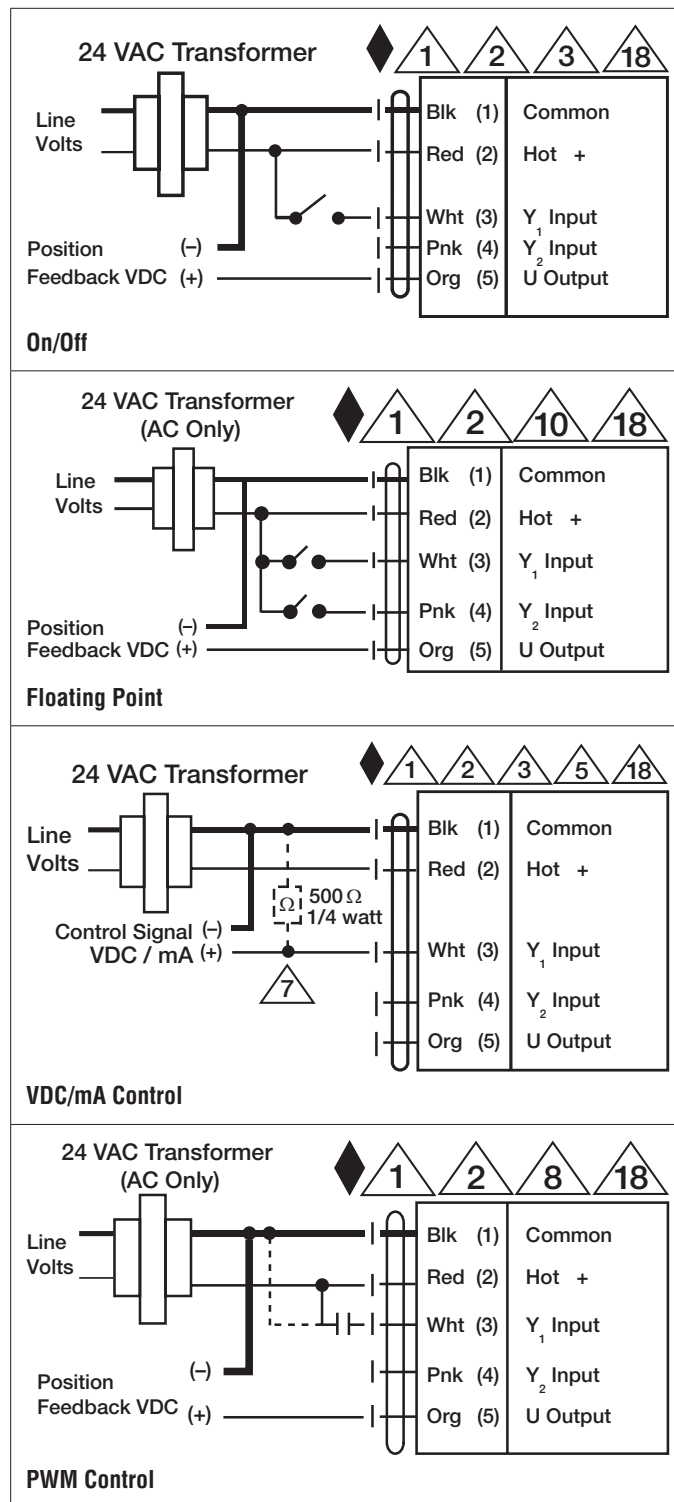 24 VAC Transformer
1 2 3 18
Line
Volts
Blk (1) Common
Red (2) Hot +
Wht (3) Y1 Input
Position (–)
Pnk (4) Y2 Input
Feedback VDC (+)
Org (5) U Output
On/Off
24 VAC Transformer
(AC Only)
1 2 10 18
Line
Volts
Blk (1) Common
Red (2) Hot +
Wht (3) Y1 Input
Pnk (4) Y2 Input
Position (–)
Feedback VDC (+)
Org (5) U Output
Floating Point
24 VAC Transformer
1 2 3 5 18
Line
Volts
Blk (1) Common
Red (2) Hot +
Ω 500 Ω
1/4 watt
Control Signal (–)
VDC / mA (+)
Wht (3) Y1 Input
7
Pnk (4) Y2 Input
Org (5) U Output
VDC/mA Control
24 VAC Transformer
(AC Only)
1 2 8 18
Line
Volts
Blk (1) Common
Red (2) Hot +
Wht (3) Y1 Input
Position (–)
Pnk (4) Y2 Input
Feedback VDC (+)
Org (5) U Output
PWM Control